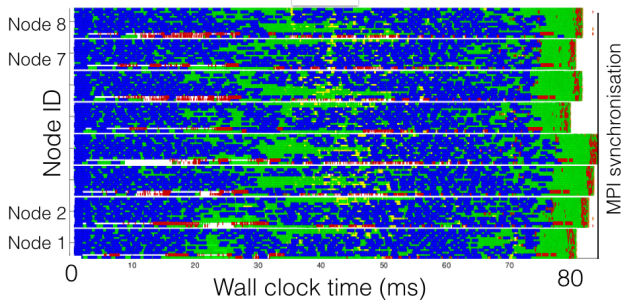 Node 8
Node 7
Node 2
Node 1
Node ID
MPI synchronisation
0 10 20 30 40 50 60 70 80
Wall clock time (ms)